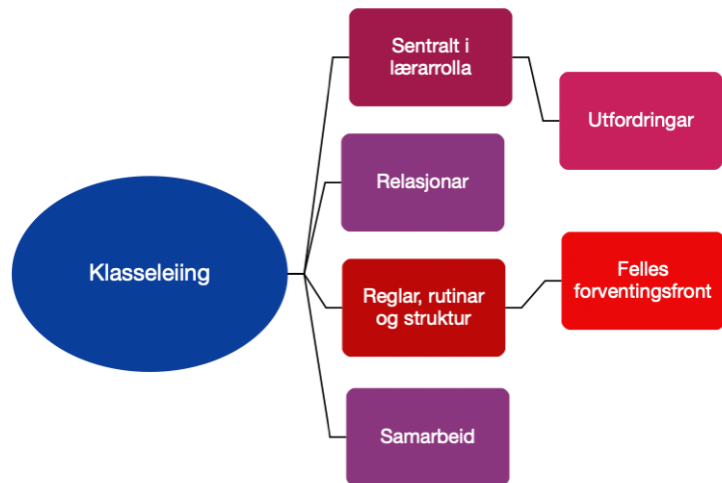 Klasseleiing
Sentralt i
lærarrolla
Utfordringar
Relasjonar
Reglar, rutinar
og struktur
Felles
forventingsfront
Samarbeid